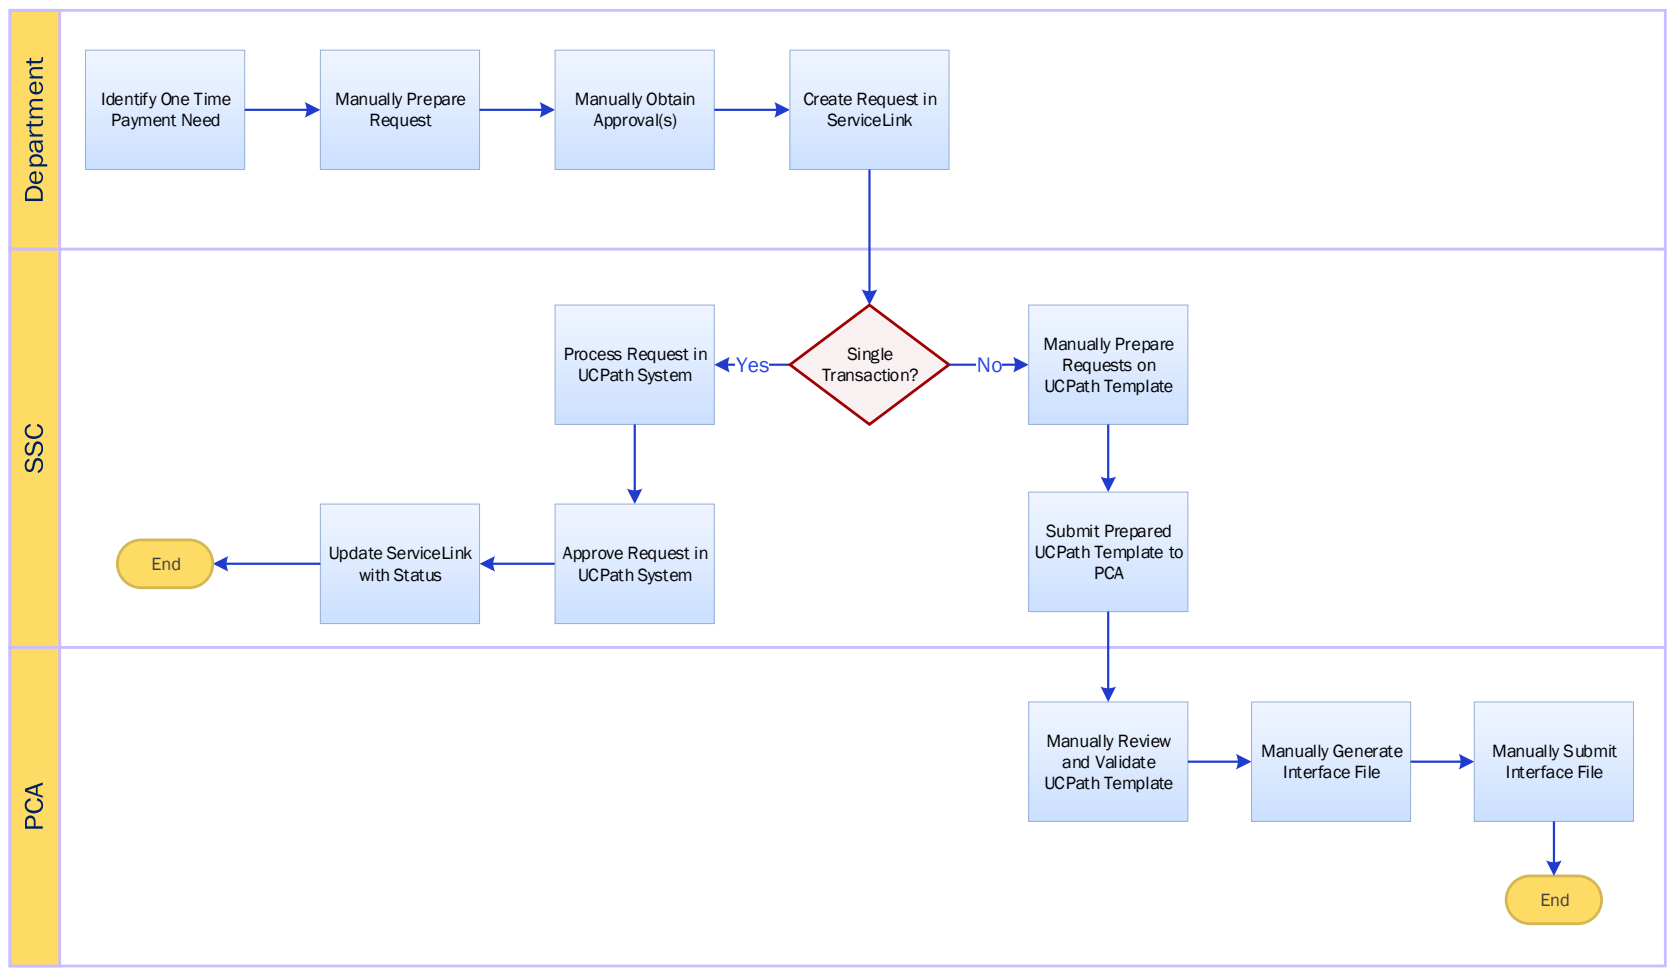 Department
Identify One Time
Payment Need
Manually Prepare
Request
Manually Obtain
Approval(s)
Create Request in
ServiceLink
SSC
Process Request in
UCPath System
Yes
Single
Transaction?
No
Manually Prepare
Requests on
UCPath Template
End
Update ServiceLink
with Status
Approve Request in
UCPath System
Submit Prepared
UCPath Template to
PCA
PCA
Manually Review
and Validate
UCPath Template
Manually Generate
Interface File
Manually Submit
Interface File
End